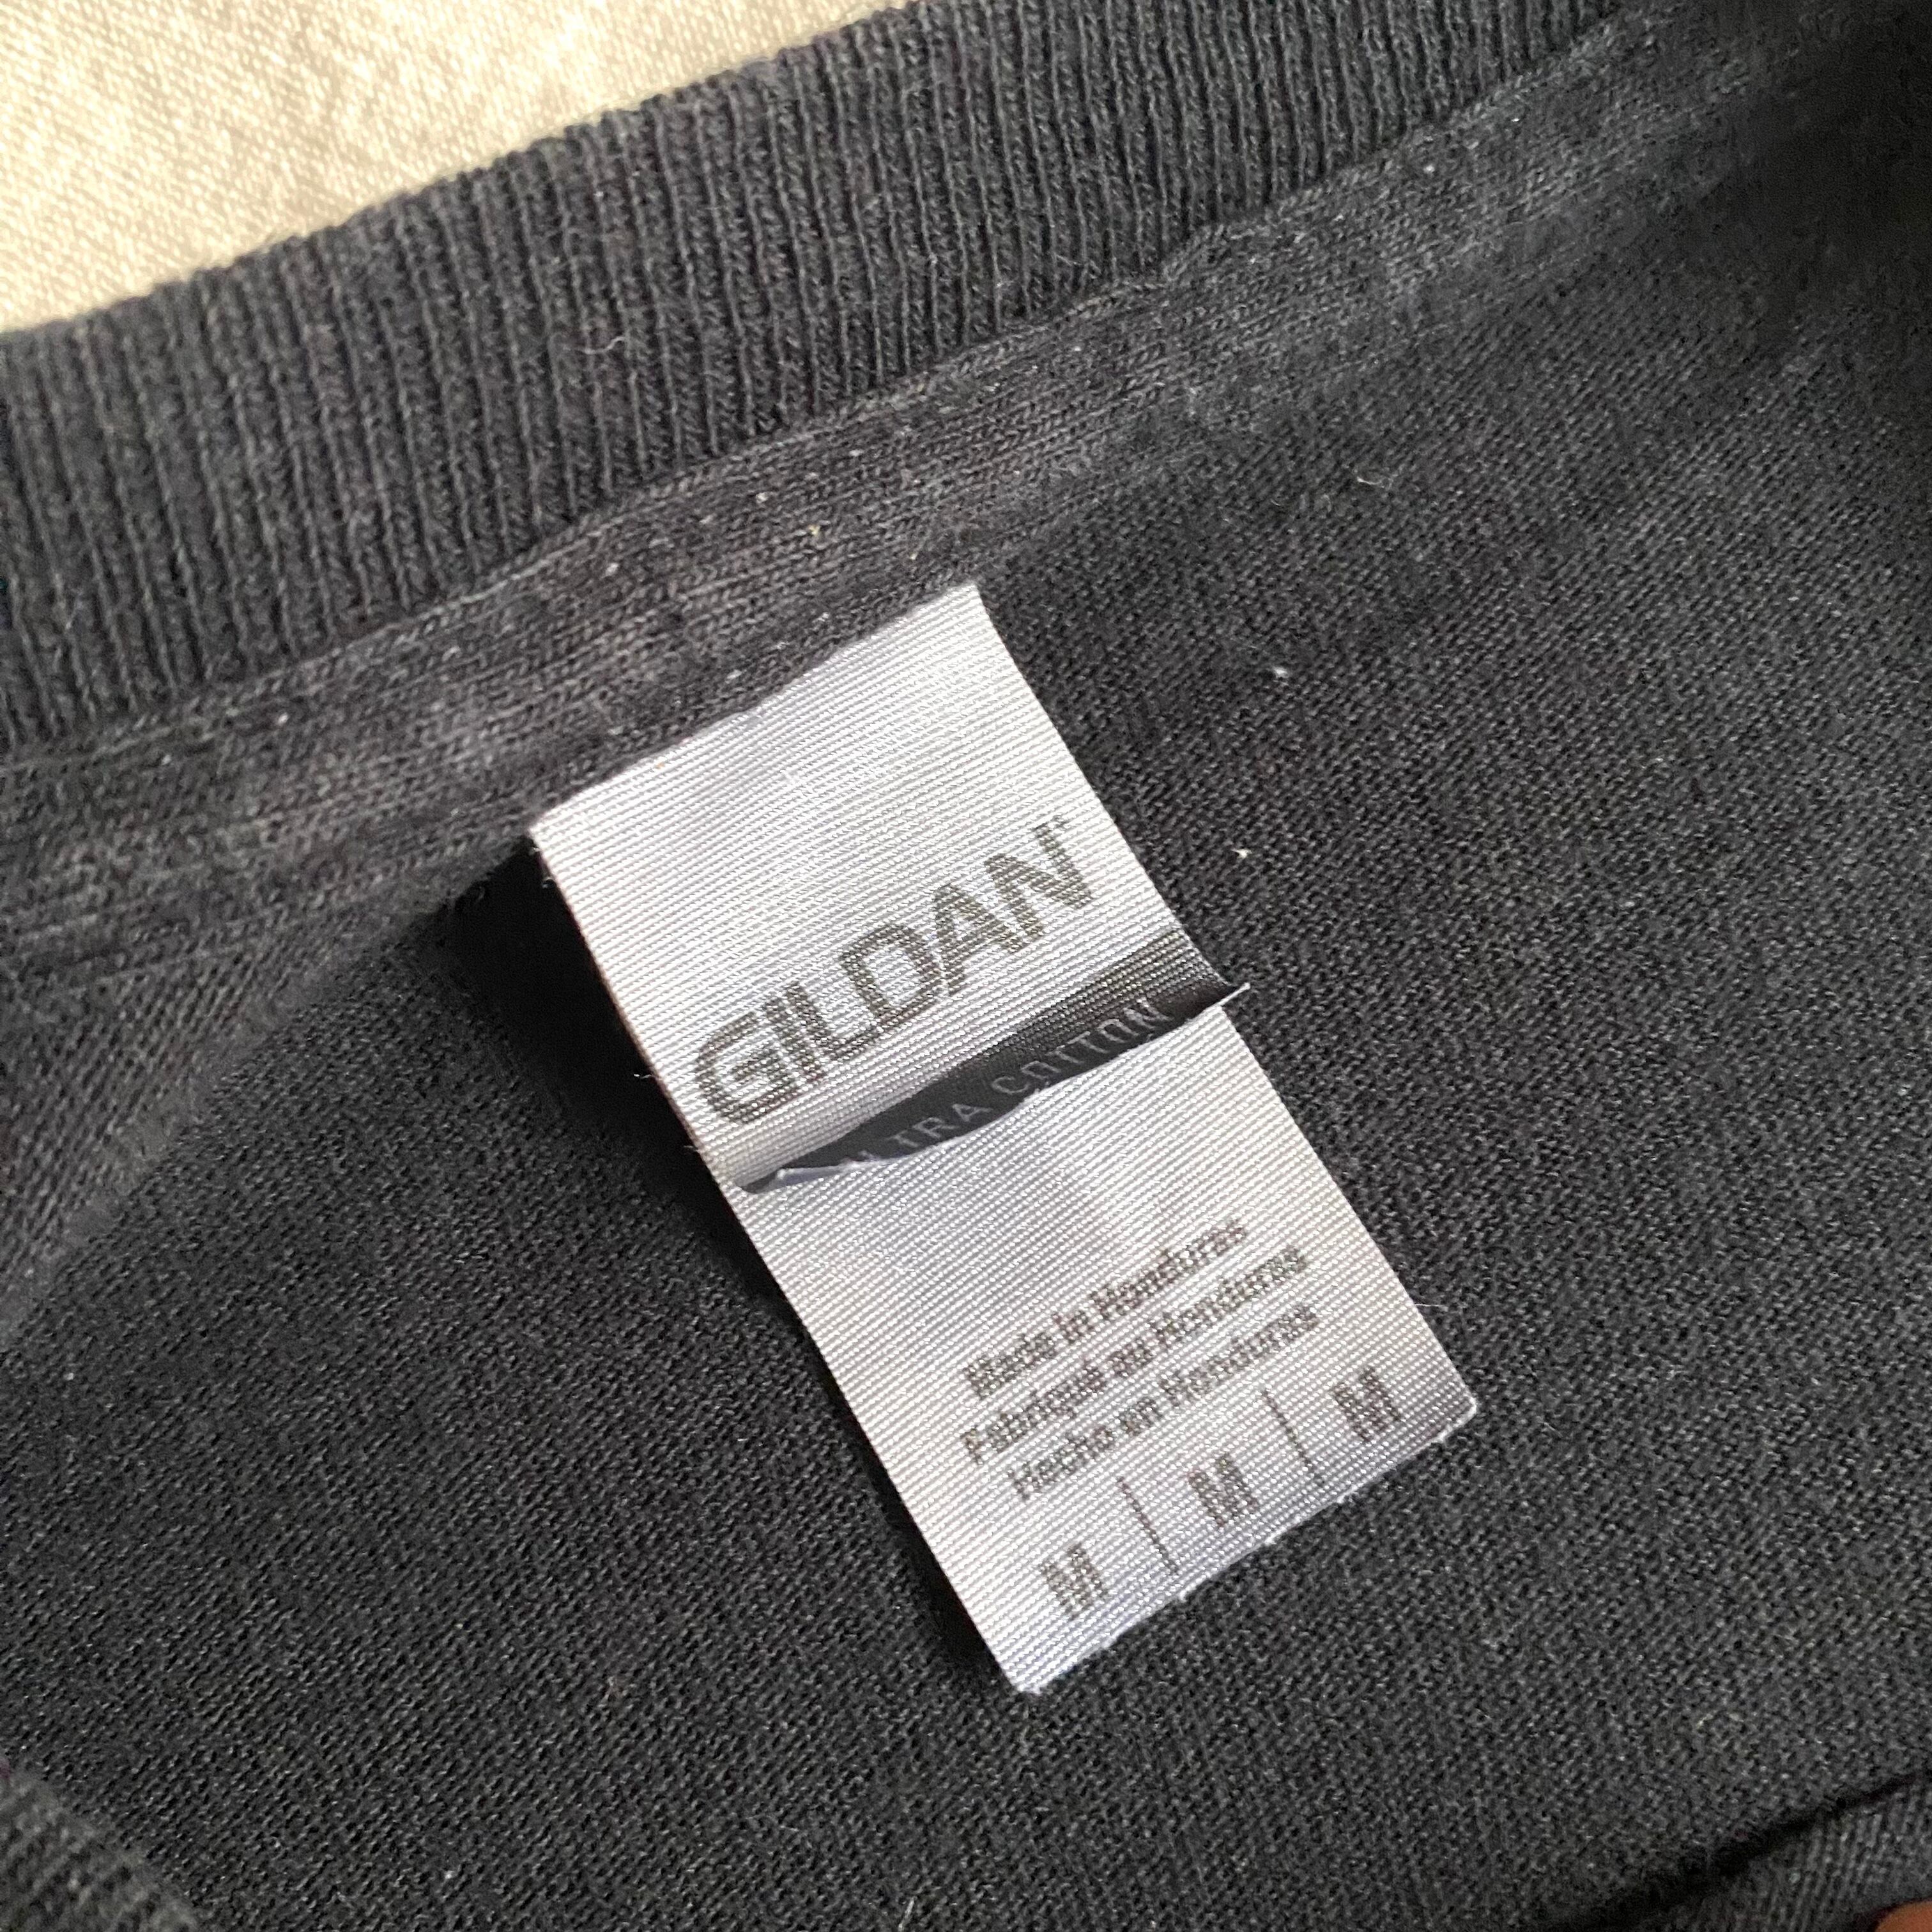 GILDAN®
ULTRA COTTON
Made in Honduras
Fabriqué au Honduras
Hecho en Honduras
M | M | M